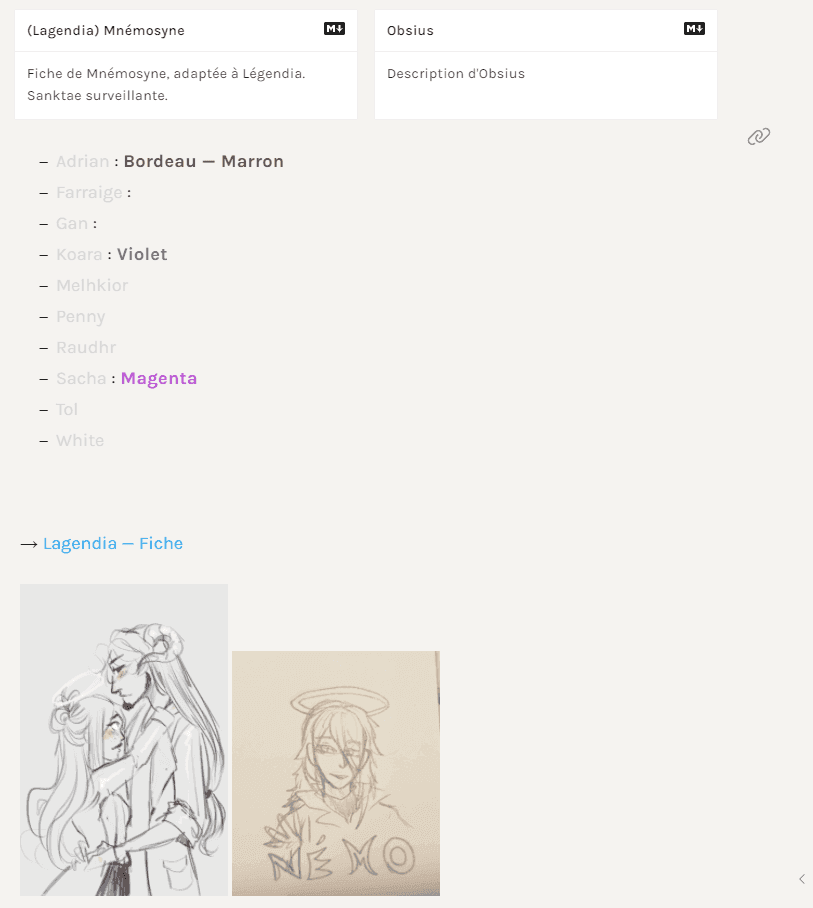 (Lagendia) Mnémosyne
M↓
Fiche de Mnémosyne, adaptée à Légendia.
Sanktae surveillante.
Obsius
M↓
Description d'Obsius
– Adrian : Bordeau — Marron
– Farraige :
– Gan :
– Koara : Violet
– Melhkior
– Penny
– Raudhr
– Sacha : Magenta
– Tol
– White
→ Lagendia — Fiche
NÉMO